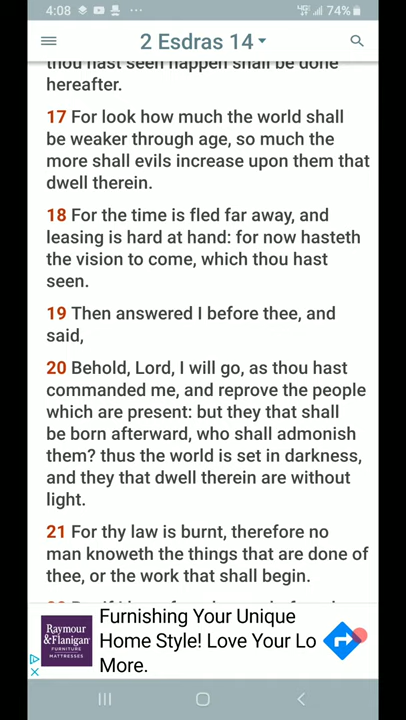 4:08 74%
2 Esdras 14
thou hast seen happen shall be done
hereafter.
17 For look how much the world shall
be weaker through age, so much the
more shall evils increase upon them that
dwell therein.
18 For the time is fled far away, and
leasing is hard at hand: for now hasteth
the vision to come, which thou hast
seen.
19 Then answered I before thee, and
said,
20 Behold, Lord, I will go, as thou hast
commanded me, and reprove the people
which are present: but they that shall
be born afterward, who shall admonish
them? thus the world is set in darkness,
and they that dwell therein are without
light.
21 For thy law is burnt, therefore no
man knoweth the things that are done of
thee, or the work that shall begin.
Raymour
&Flanigan
FURNITURE
MATTRESSES
Furnishing Your Unique
Home Style! Love Your Lo
More.